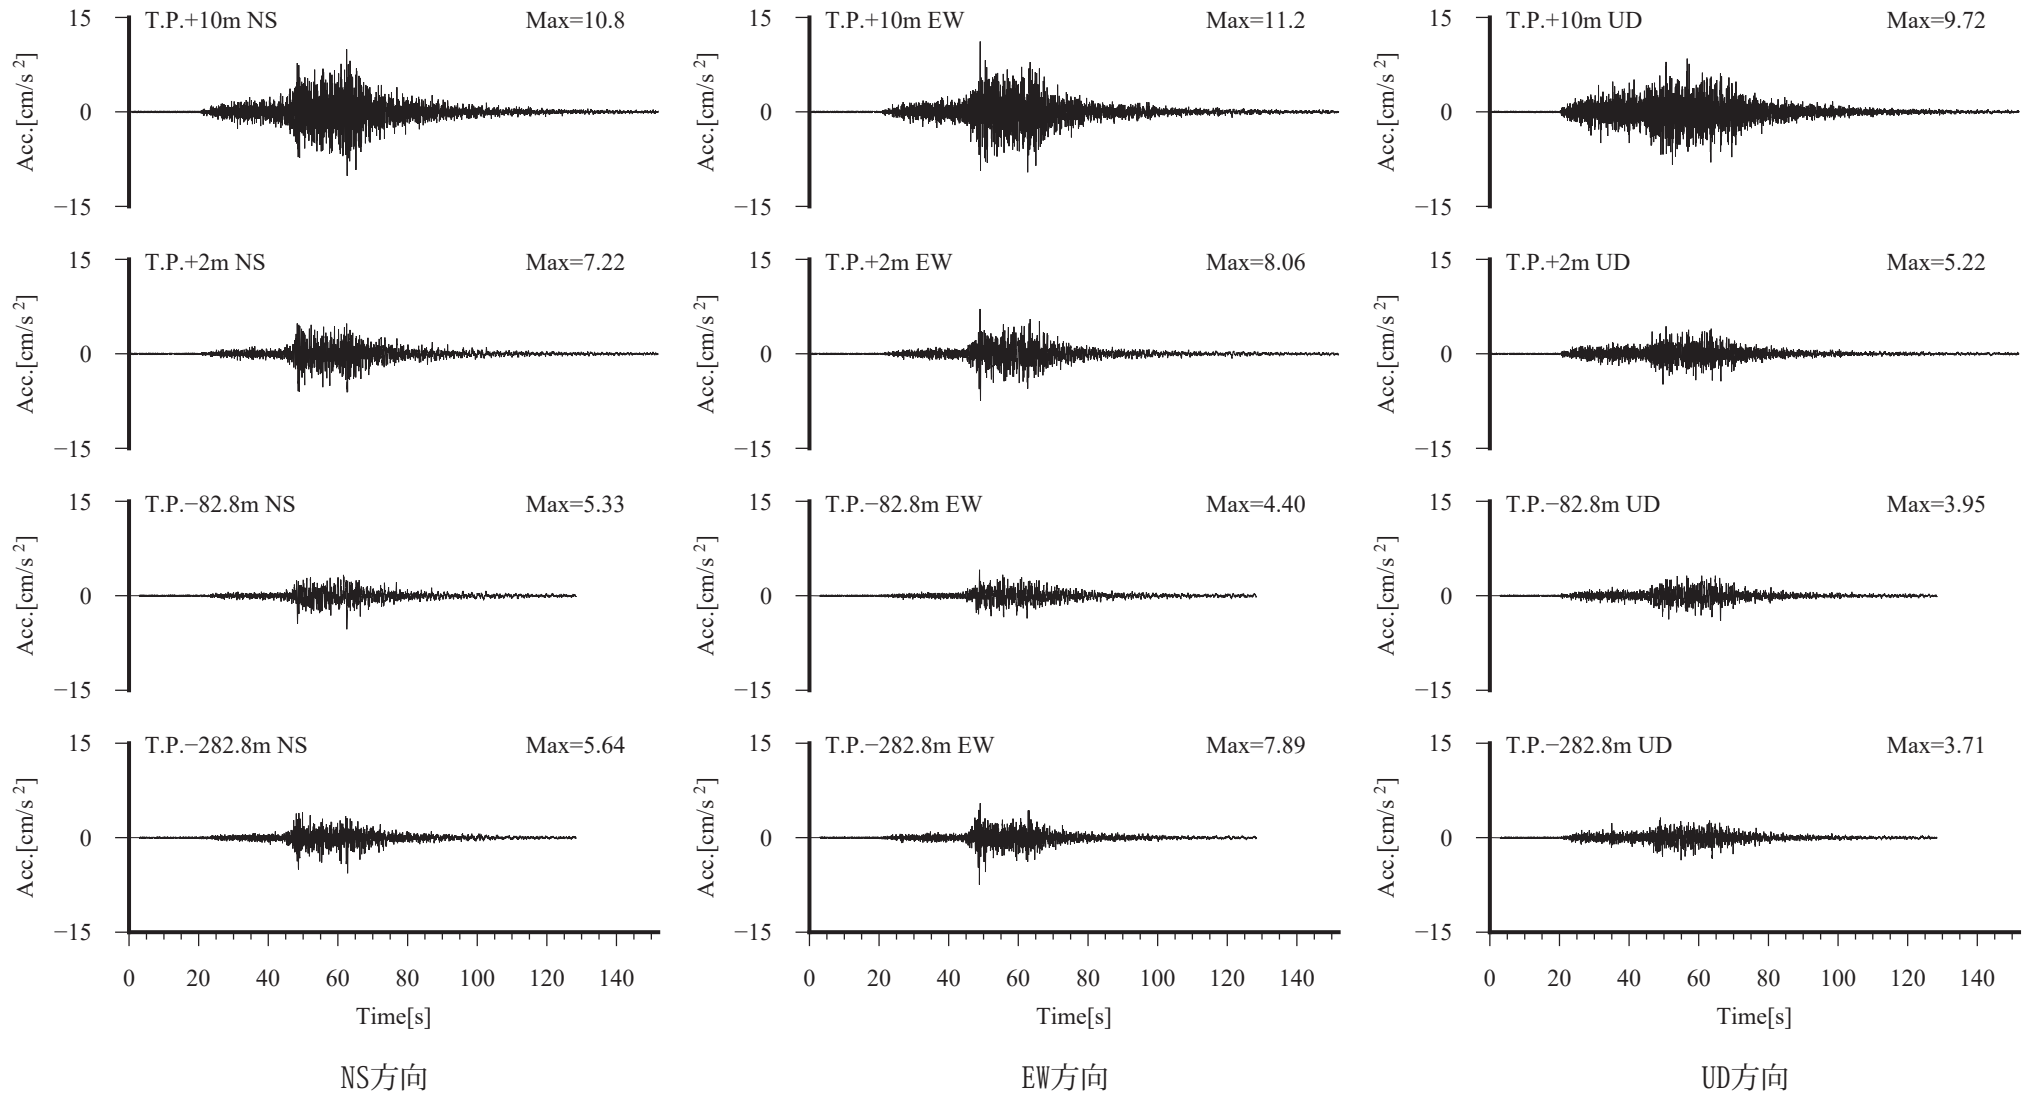 T.P.+10m NS Max=10.8
15
0
−15
Acc.[cm/s²]
T.P.+10m EW Max=11.2
15
0
−15
Acc.[cm/s²]
T.P.+10m UD Max=9.72
15
0
−15
Acc.[cm/s²]
T.P.+2m NS Max=7.22
15
0
−15
Acc.[cm/s²]
T.P.+2m EW Max=8.06
15
0
−15
Acc.[cm/s²]
T.P.+2m UD Max=5.22
15
0
−15
Acc.[cm/s²]
T.P.−82.8m NS Max=5.33
15
0
−15
Acc.[cm/s²]
T.P.−82.8m EW Max=4.40
15
0
−15
Acc.[cm/s²]
T.P.−82.8m UD Max=3.95
15
0
−15
Acc.[cm/s²]
T.P.−282.8m NS Max=5.64
15
0
−15
Acc.[cm/s²]
0 20 40 60 80 100 120 140
Time[s]
NS方向
T.P.−282.8m EW Max=7.89
15
0
−15
Acc.[cm/s²]
0 20 40 60 80 100 120 140
Time[s]
EW方向
T.P.−282.8m UD Max=3.71
15
0
−15
Acc.[cm/s²]
0 20 40 60 80 100 120 140
Time[s]
UD方向